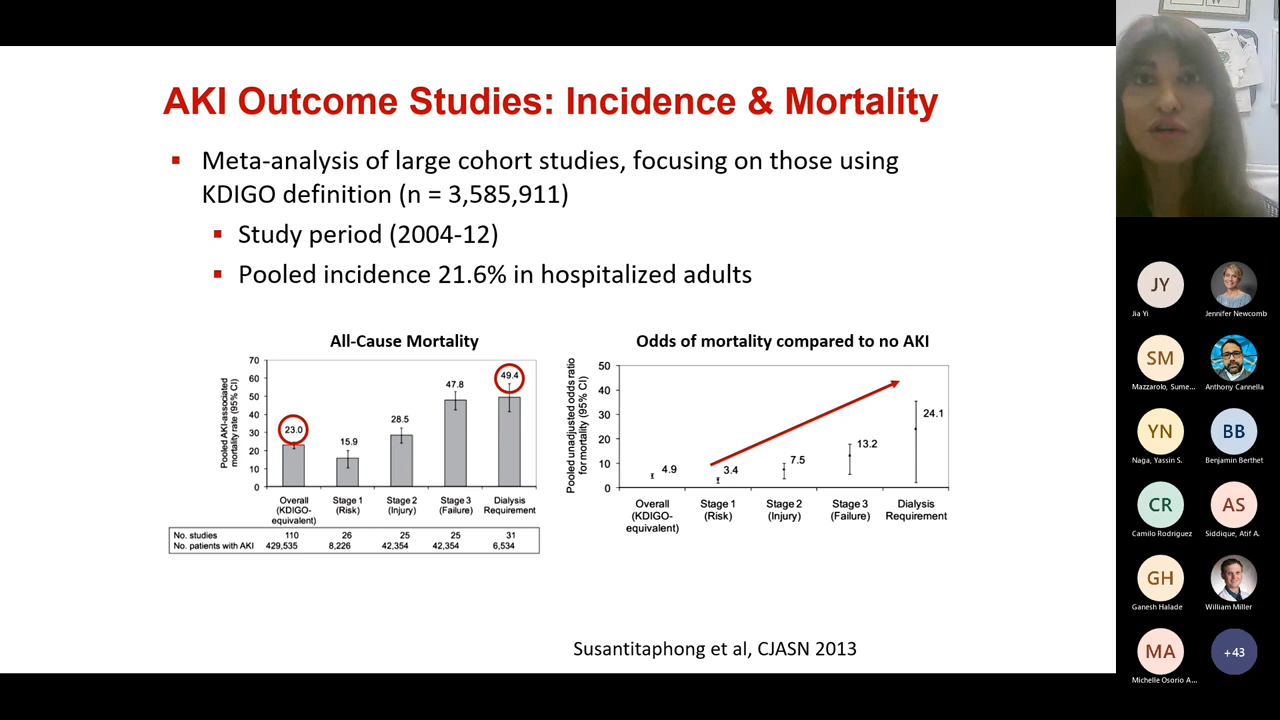 AKI Outcome Studies: Incidence & Mortality
▪ Meta-analysis of large cohort studies, focusing on those using
KDIGO definition (n = 3,585,911)
▪ Study period (2004-12)
▪ Pooled incidence 21.6% in hospitalized adults
All-Cause Mortality
Pooled AKI-associated
mortality rate (95% CI)
70
60
50
40
30
20
10
0
23.0
15.9
28.5
47.8
49.4
Overall
(KDIGO-
equivalent)
Stage 1
(Risk)
Stage 2
(Injury)
Stage 3
(Failure)
Dialysis
Requirement
No. studies 110 26 25 25 31
No. patients with AKI 429,535 8,226 42,354 42,354 6,534
Odds of mortality compared to no AKI
Pooled unadjusted odds ratio
for mortality (95% CI)
50
40
30
20
10
0
4.9
3.4
7.5
13.2
24.1
Overall
(KDIGO-
equivalent)
Stage 1
(Risk)
Stage 2
(Injury)
Stage 3
(Failure)
Dialysis
Requirement
Susantitaphong et al, CJASN 2013
W
JY
Jia Yi
Jennifer Newcomb
SM
Mazzarolo, Sume...
Anthony Cannella
YN
Naga, Yassin S.
BB
Benjamin Berthet
CR
Camilo Rodriguez
AS
Siddique, Atif A.
GH
Ganesh Halade
William Miller
MA
Michelle Osorio A...
+43